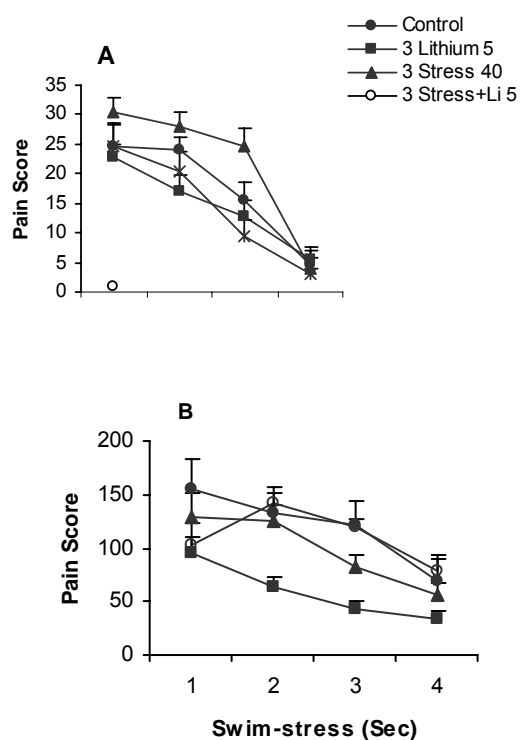 Control
3 Lithium 5
3 Stress 40
3 Stress+Li 5
A
35
30
25
20
15
10
5
0
Pain Score
B
200
150
100
50
0
Pain Score
1 2 3 4
Swim-stress (Sec)